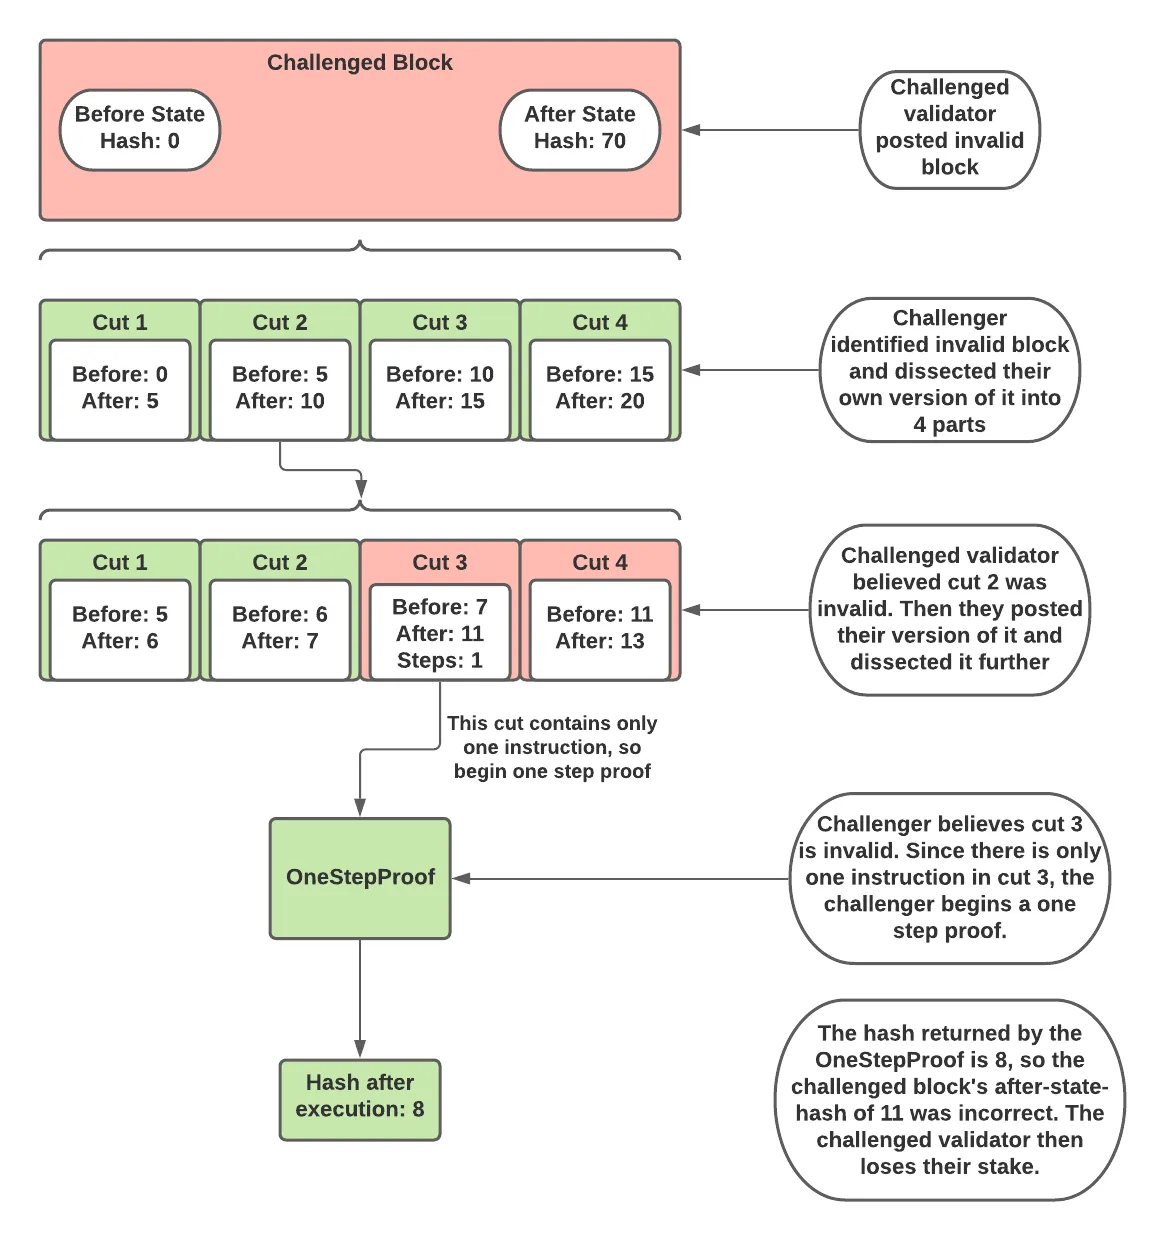 Challenged Block
Before State
Hash: 0
After State
Hash: 70
Challenged
validator
posted invalid
block
Cut 1
Before: 0
After: 5
Cut 2
Before: 5
After: 10
Cut 3
Before: 10
After: 15
Cut 4
Before: 15
After: 20
Challenger
identified invalid block
and dissected their
own version of it into
4 parts
Cut 1
Before: 5
After: 6
Cut 2
Before: 6
After: 7
Cut 3
Before: 7
After: 11
Steps: 1
Cut 4
Before: 11
After: 13
Challenged validator
believed cut 2 was
invalid. Then they posted
their version of it and
dissected it further
This cut contains only
one instruction, so
begin one step proof
OneStepProof
Challenger believes cut 3
is invalid. Since there is only
one instruction in cut 3, the
challenger begins a one
step proof.
Hash after
execution: 8
The hash returned by the
OneStepProof is 8, so the
challenged block's after-state-
hash of 11 was incorrect. The
challenged validator then
loses their stake.